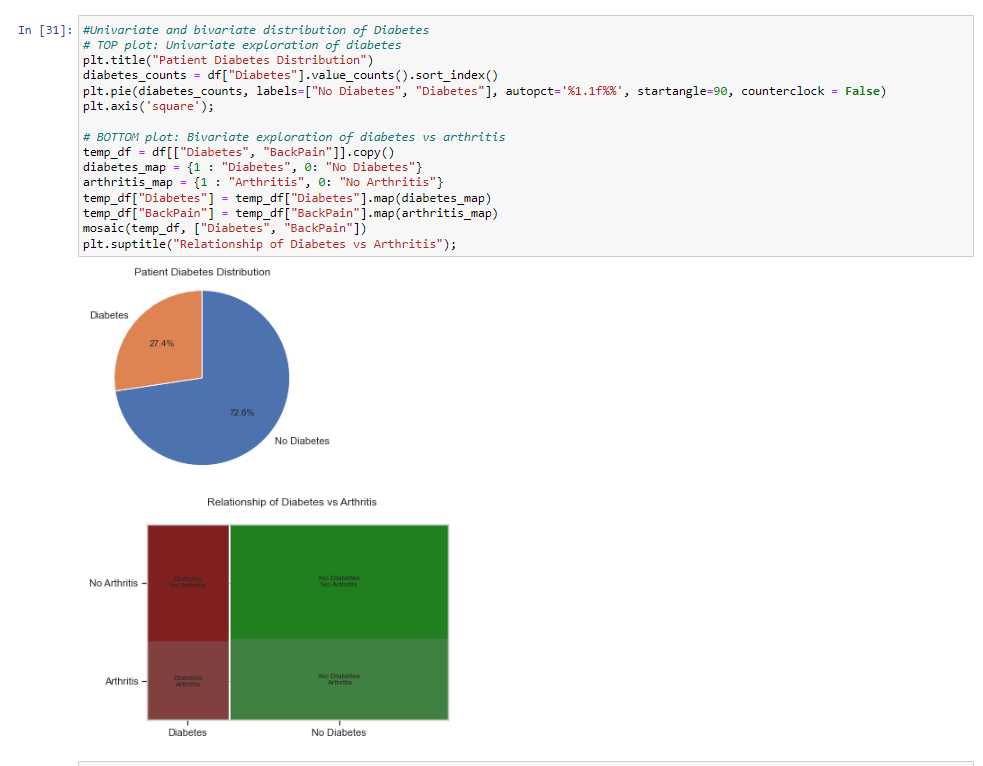 In [31]:
#Univariate and bivariate distribution of Diabetes
# TOP plot: Univariate exploration of diabetes
plt.title("Patient Diabetes Distribution")
diabetes_counts = df["Diabetes"].value_counts().sort_index()
plt.pie(diabetes_counts, labels=["No Diabetes", "Diabetes"], autopct='%1.1f%%', startangle=90, counterclock = False)
plt.axis('square');
# BOTTOM plot: Bivariate exploration of diabetes vs arthritis
temp_df = df[["Diabetes", "BackPain"]].copy()
diabetes_map = {1 : "Diabetes", 0: "No Diabetes"}
arthritis_map = {1 : "Arthritis", 0: "No Arthritis"}
temp_df["Diabetes"] = temp_df["Diabetes"].map(diabetes_map)
temp_df["BackPain"] = temp_df["BackPain"].map(arthritis_map)
mosaic(temp_df, ["Diabetes", "BackPain"])
plt.suptitle("Relationship of Diabetes vs Arthritis");
Patient Diabetes Distribution
Diabetes
27.4%
72.6%
No Diabetes
Relationship of Diabetes vs Arthritis
No Arthritis
Diabetes
No Arthritis
No Diabetes
No Arthritis
Arthritis
Diabetes
Arthritis
No Diabetes
Arthritis
Diabetes
No Diabetes